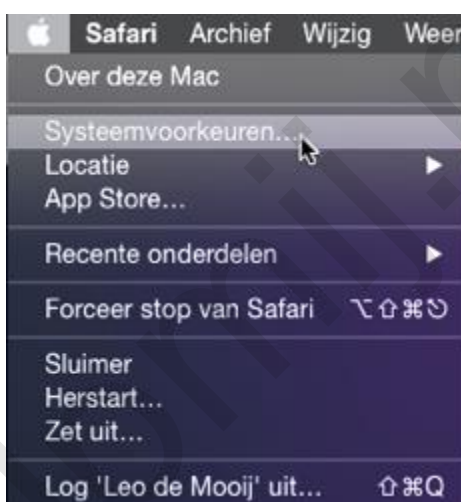 Safari Archief Wijzig Weer
Over deze Mac
Systeemvoorkeuren...
Locatie
App Store...
Recente onderdelen
Forceer stop van Safari ⌥⇧⌘⎋
Sluimer
Herstart...
Zet uit...
Log 'Leo de Mooij' uit... ⇧⌘Q